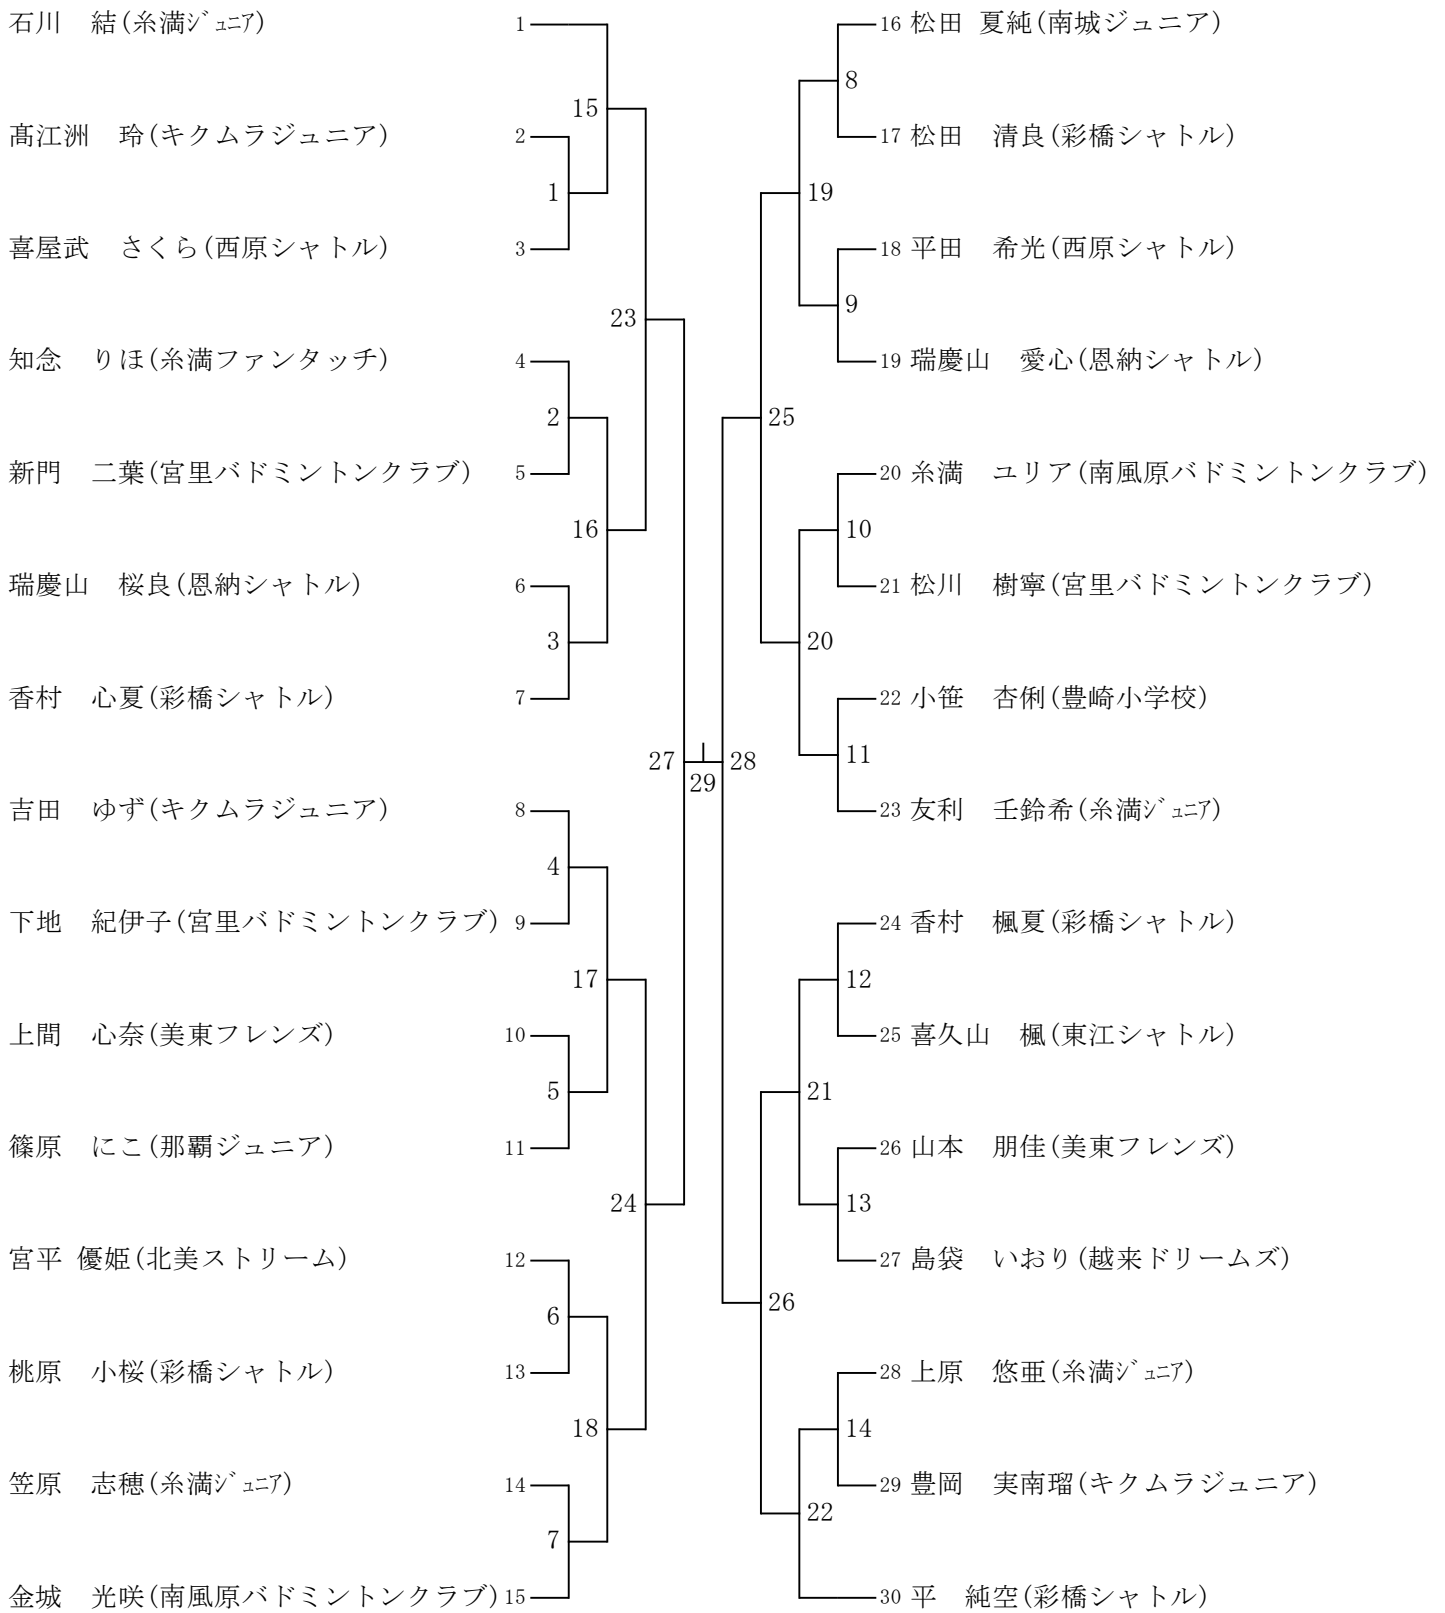 石川　結(糸満ｼﾞｭﾆｱ) 1
髙江洲　玲(キクムラジュニア) 2
喜屋武　さくら(西原シャトル) 3
知念　りほ(糸満ファンタッチ) 4
新門　二葉(宮里バドミントンクラブ) 5
瑞慶山　桜良(恩納シャトル) 6
香村　心夏(彩橋シャトル) 7
吉田　ゆず(キクムラジュニア) 8
下地　紀伊子(宮里バドミントンクラブ) 9
上間　心奈(美東フレンズ) 10
篠原　にこ(那覇ジュニア) 11
宮平 優姫(北美ストリーム) 12
桃原　小桜(彩橋シャトル) 13
笠原　志穂(糸満ｼﾞｭﾆｱ) 14
金城　光咲(南風原バドミントンクラブ) 15
1
2
3
4
5
6
7
15
16
17
18
23
24
27
29
28
25
26
19
20
21
22
8
9
10
11
12
13
14
16 松田 夏純(南城ジュニア)
17 松田　清良(彩橋シャトル)
18 平田　希光(西原シャトル)
19 瑞慶山　愛心(恩納シャトル)
20 糸満　ユリア(南風原バドミントンクラブ)
21 松川　樹寧(宮里バドミントンクラブ)
22 小笹　杏俐(豊崎小学校)
23 友利　壬鈴希(糸満ｼﾞｭﾆｱ)
24 香村　楓夏(彩橋シャトル)
25 喜久山　楓(東江シャトル)
26 山本　朋佳(美東フレンズ)
27 島袋　いおり(越来ドリームズ)
28 上原　悠亜(糸満ｼﾞｭﾆｱ)
29 豊岡　実南瑠(キクムラジュニア)
30 平　純空(彩橋シャトル)